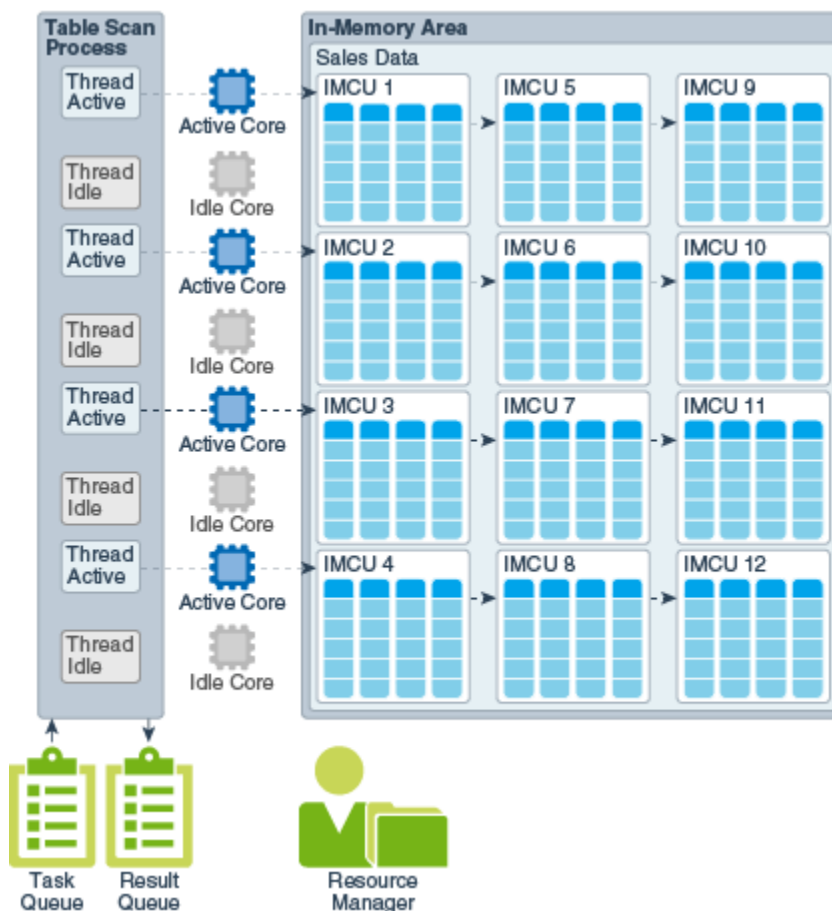 Table Scan
Process
Thread
Active
Thread
Idle
Thread
Active
Thread
Idle
Thread
Active
Thread
Idle
Thread
Active
Thread
Idle
Active Core
Idle Core
Active Core
Idle Core
Active Core
Idle Core
Active Core
Idle Core
In-Memory Area
Sales Data
IMCU 1
IMCU 5
IMCU 9
IMCU 2
IMCU 6
IMCU 10
IMCU 3
IMCU 7
IMCU 11
IMCU 4
IMCU 8
IMCU 12
Task
Queue
Result
Queue
Resource
Manager